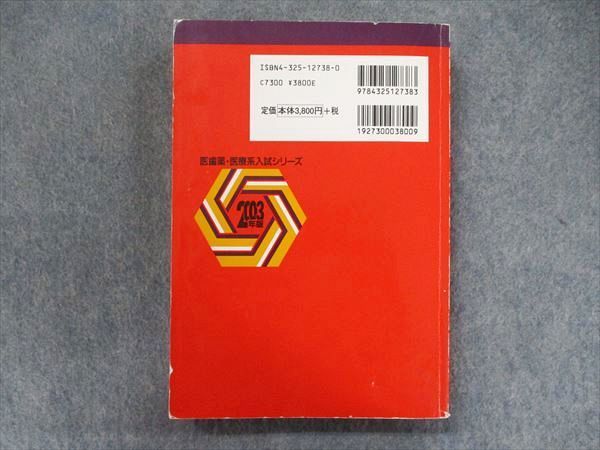 ISBN4-325-12738-0
C7300 ¥3800E
定価 本体3,800円+税
9784325127383
1927300038009
医歯薬・医療系入試シリーズ
2003
年版